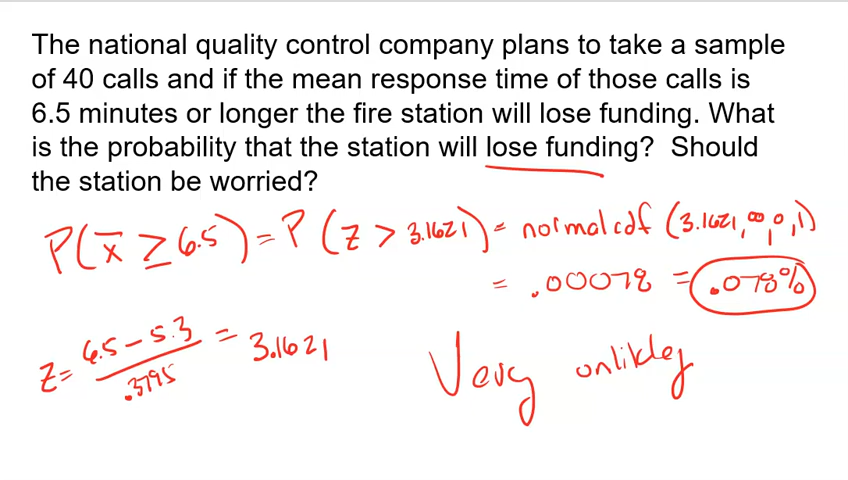 The national quality control company plans to take a sample
of 40 calls and if the mean response time of those calls is
6.5 minutes or longer the fire station will lose funding. What
is the probability that the station will lose funding? Should
the station be worried?
P(x̄ ≥ 6.5) = P(z > 3.1621) = normalcdf(3.1621, ∞, 0, 1)
= .00078 = .078%
z = (6.5 - 5.3)/.3795 = 3.1621
Very unlikley